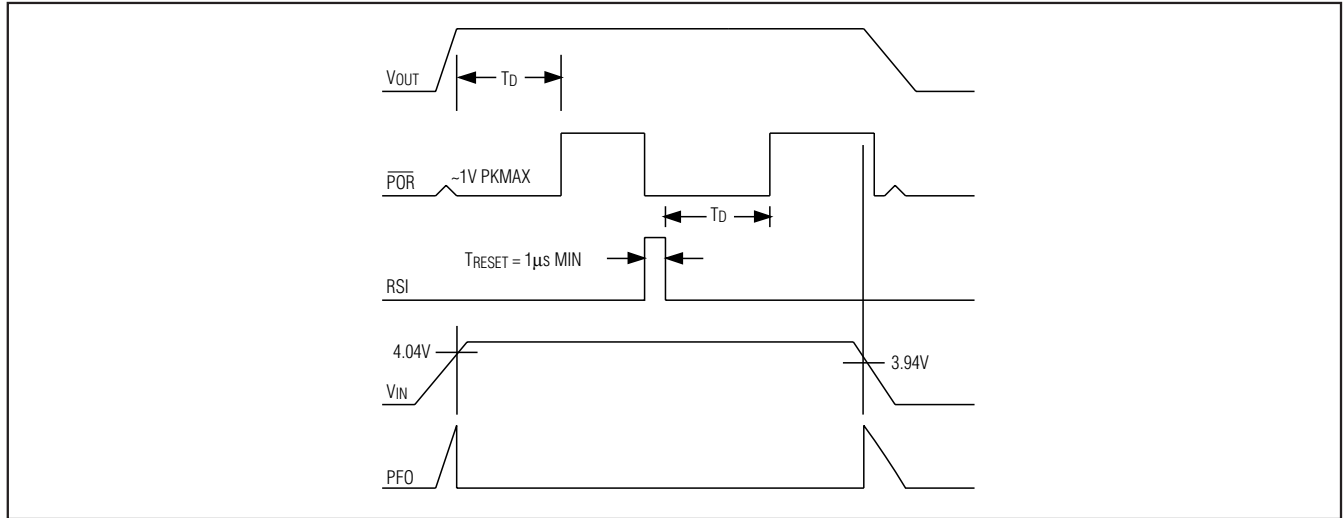 VOUT
TD
POR
~1V PKMAX
TD
TRESET = 1μs MIN
RSI
4.04V
3.94V
VIN
PFO